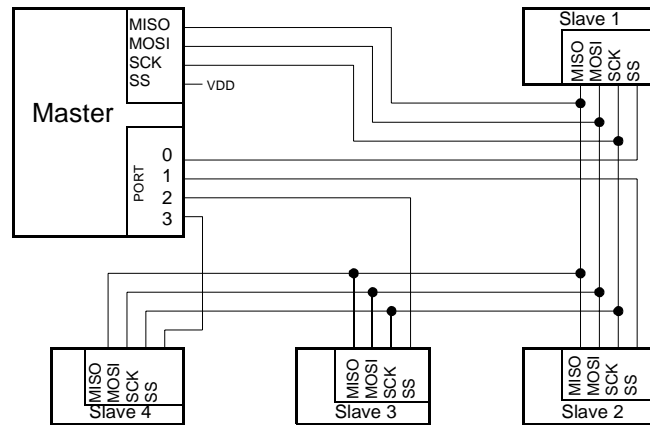 MISO
MOSI
SCK
SS
VDD
Master
PORT
0
1
2
3
Slave 1
MISO
MOSI
SCK
SS
MISO
MOSI
SCK
SS
Slave 4
MISO
MOSI
SCK
SS
Slave 3
MISO
MOSI
SCK
SS
Slave 2